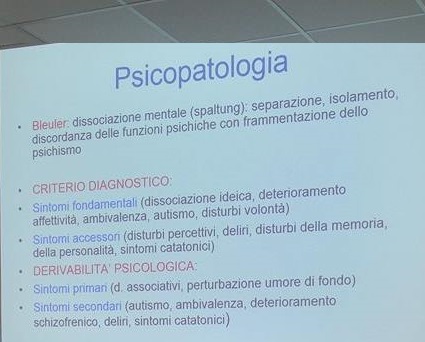 Psicopatologia
• Bleuler: dissociazione mentale (spaltung): separazione, isolamento,
discordanza delle funzioni psichiche con frammentazione dello
psichismo
• CRITERIO DIAGNOSTICO:
• Sintomi fondamentali (dissociazione ideica, deterioramento
affettività, ambivalenza, autismo, disturbi volontà)
• Sintomi accessori (disturbi percettivi, deliri, disturbi della memoria,
della personalità, sintomi catatonici)
• DERIVABILITA' PSICOLOGICA:
• Sintomi primari (d. associativi, perturbazione umore di fondo)
• Sintomi secondari (autismo, ambivalenza, deterioramento
schizofrenico, deliri, sintomi catatonici)